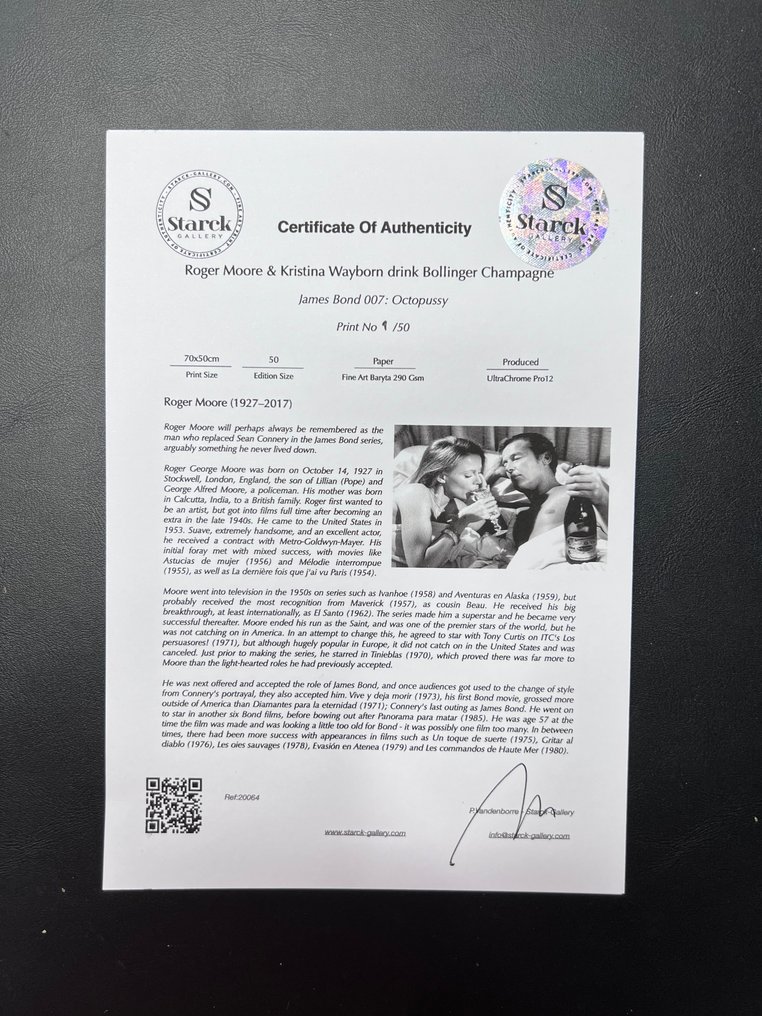 STARCK-GALLERY.COM · FINE ART PRINT · CERTIFICATE OF AUTHENTICITY
Starck
GALLERY
Certificate Of Authenticity
Starck
GALLERY
Roger Moore & Kristina Wayborn drink Bollinger Champagne
James Bond 007: Octopussy
Print No 9 /50
70x50cm 50 Paper Produced
Print Size Edition Size Fine Art Baryta 290 Gsm UltraChrome Pro12
Roger Moore (1927–2017)
Roger Moore will perhaps always be remembered as the
man who replaced Sean Connery in the James Bond series,
arguably something he never lived down.
Roger George Moore was born on October 14, 1927 in
Stockwell, London, England, the son of Lillian (Pope) and
George Alfred Moore, a policeman. His mother was born
in Calcutta, India, to a British family. Roger first wanted to
be an artist, but got into films full time after becoming an
extra in the late 1940s. He came to the United States in
1953. Suave, extremely handsome, and an excellent actor,
he received a contract with Metro-Goldwyn-Mayer. His
initial foray met with mixed success, with movies like
Astucias de mujer (1956) and Mélodie interrompue
(1955), as well as La dernière fois que j'ai vu Paris (1954).
Moore went into television in the 1950s on series such as Ivanhoe (1958) and Aventuras en Alaska (1959), but
probably received the most recognition from Maverick (1957), as cousin Beau. He received his big
breakthrough, at least internationally, as El Santo (1962). The series made him a superstar and he became very
successful thereafter. Moore ended his run as the Saint, and was one of the premier stars of the world, but he
was not catching on in America. In an attempt to change this, he agreed to star with Tony Curtis on ITC's Los
persuasores! (1971), but although hugely popular in Europe, it did not catch on in the United States and was
canceled. Just prior to making the series, he starred in Tinieblas (1970), which proved there was far more to
Moore than the light-hearted roles he had previously accepted.
He was next offered and accepted the role of James Bond, and once audiences got used to the change of style
from Connery's portrayal, they also accepted him. Vive y deja morir (1973), his first Bond movie, grossed more
outside of America than Diamantes para la eternidad (1971); Connery's last outing as James Bond. He went on
to star in another six Bond films, before bowing out after Panorama para matar (1985). He was age 57 at the
time the film was made and was looking a little too old for Bond - it was possibly one film too many. In between
times, there had been more success with appearances in films such as Un toque de suerte (1975), Gritar al
diablo (1976), Les oies sauvages (1978), Evasión en Atenea (1979) and Les commandos de Haute Mer (1980).
Ref:20064
P.Vandenborre - Starck-Gallery
www.starck-gallery.com
info@starck-gallery.com